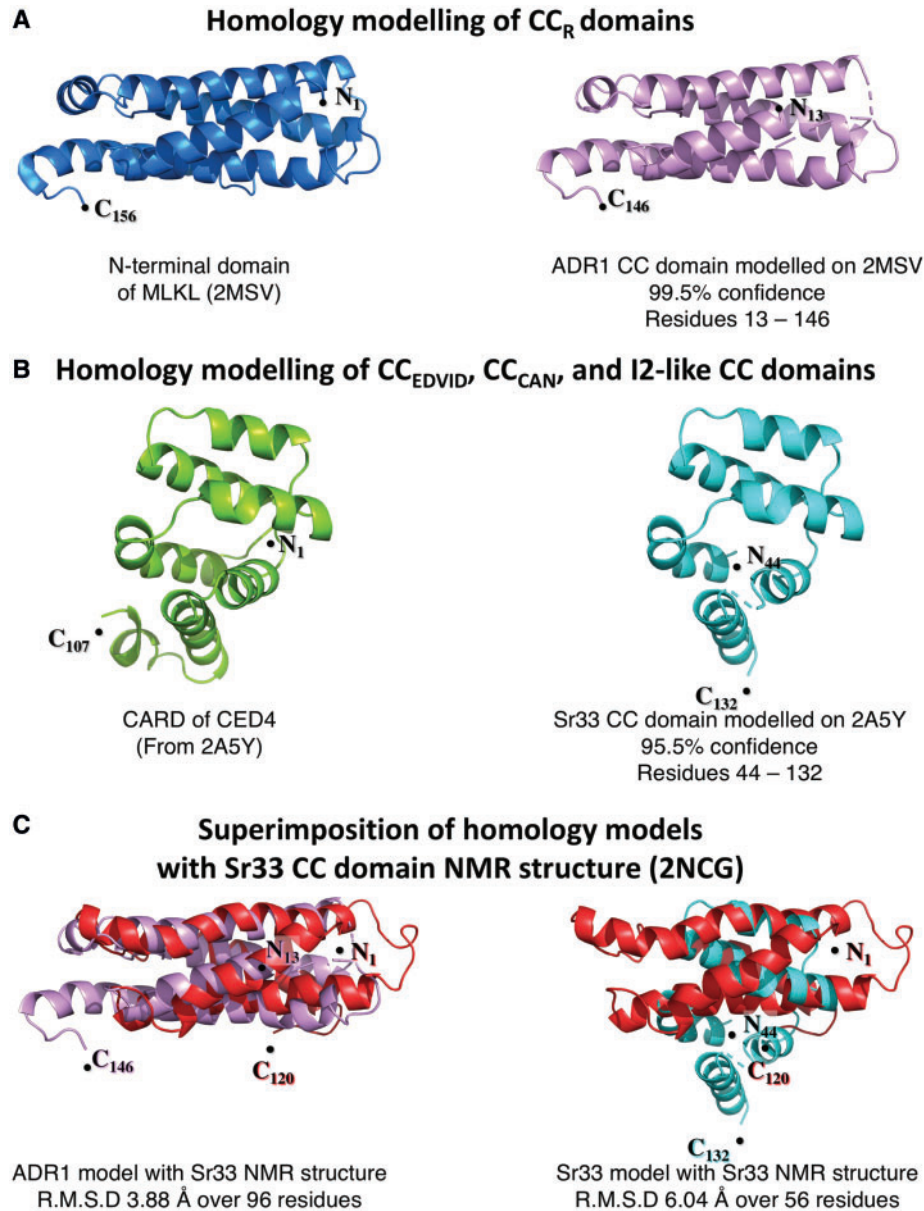 A
Homology modelling of CC_R domains
N₁
C₁₅₆
N₁₃
C₁₄₆
N-terminal domain
of MLKL (2MSV)
ADR1 CC domain modelled on 2MSV
99.5% confidence
Residues 13 – 146
B
Homology modelling of CC_EDVID, CC_CAN, and I2-like CC domains
N₁
C₁₀₇
N₄₄
C₁₃₂
CARD of CED4
(From 2A5Y)
Sr33 CC domain modelled on 2A5Y
95.5% confidence
Residues 44 – 132
C
Superimposition of homology models
with Sr33 CC domain NMR structure (2NCG)
N₁₃
N₁
C₁₄₆
C₁₂₀
N₁
N₄₄
C₁₂₀
C₁₃₂
ADR1 model with Sr33 NMR structure
R.M.S.D 3.88 Å over 96 residues
Sr33 model with Sr33 NMR structure
R.M.S.D 6.04 Å over 56 residues